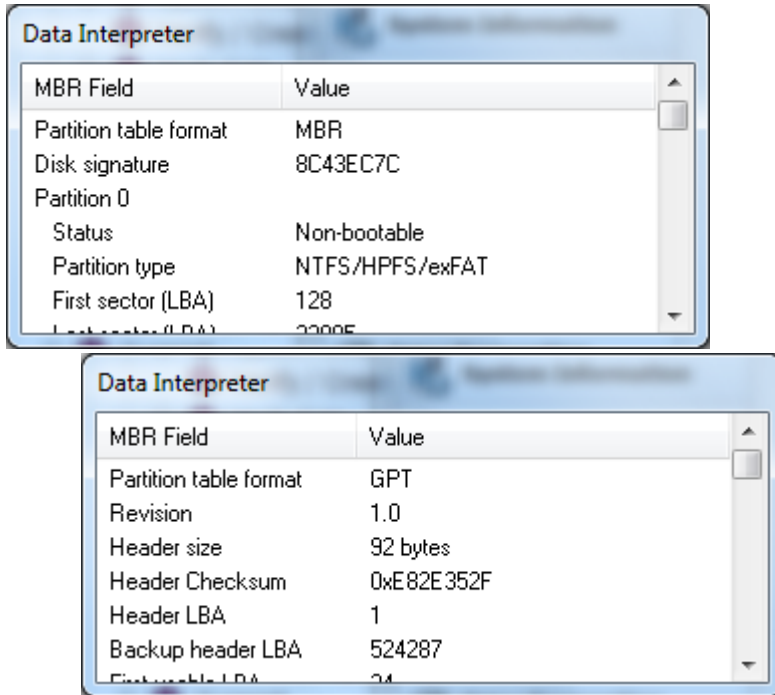 Data Interpreter
MBR Field Value
Partition table format MBR
Disk signature 8C43EC7C
Partition 0
Status Non-bootable
Partition type NTFS/HPFS/exFAT
First sector (LBA) 128
Data Interpreter
MBR Field Value
Partition table format GPT
Revision 1.0
Header size 92 bytes
Header Checksum 0xE82E352F
Header LBA 1
Backup header LBA 524287